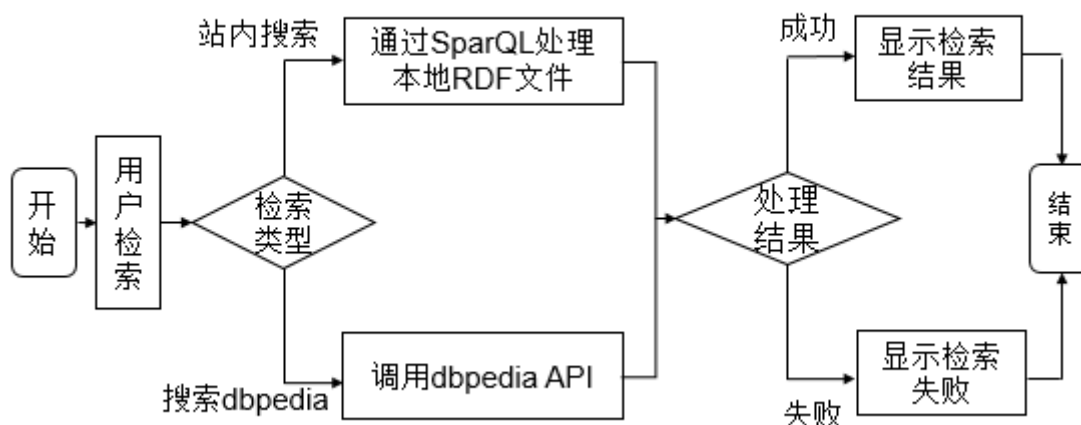 站内搜索
通过SparQL处理
本地RDF文件
成功
显示检索
结果
开
始
用
户
检
索
检索
类型
处理
结果
结
束
搜索dbpedia
调用dbpedia API
失败
显示检索
失败